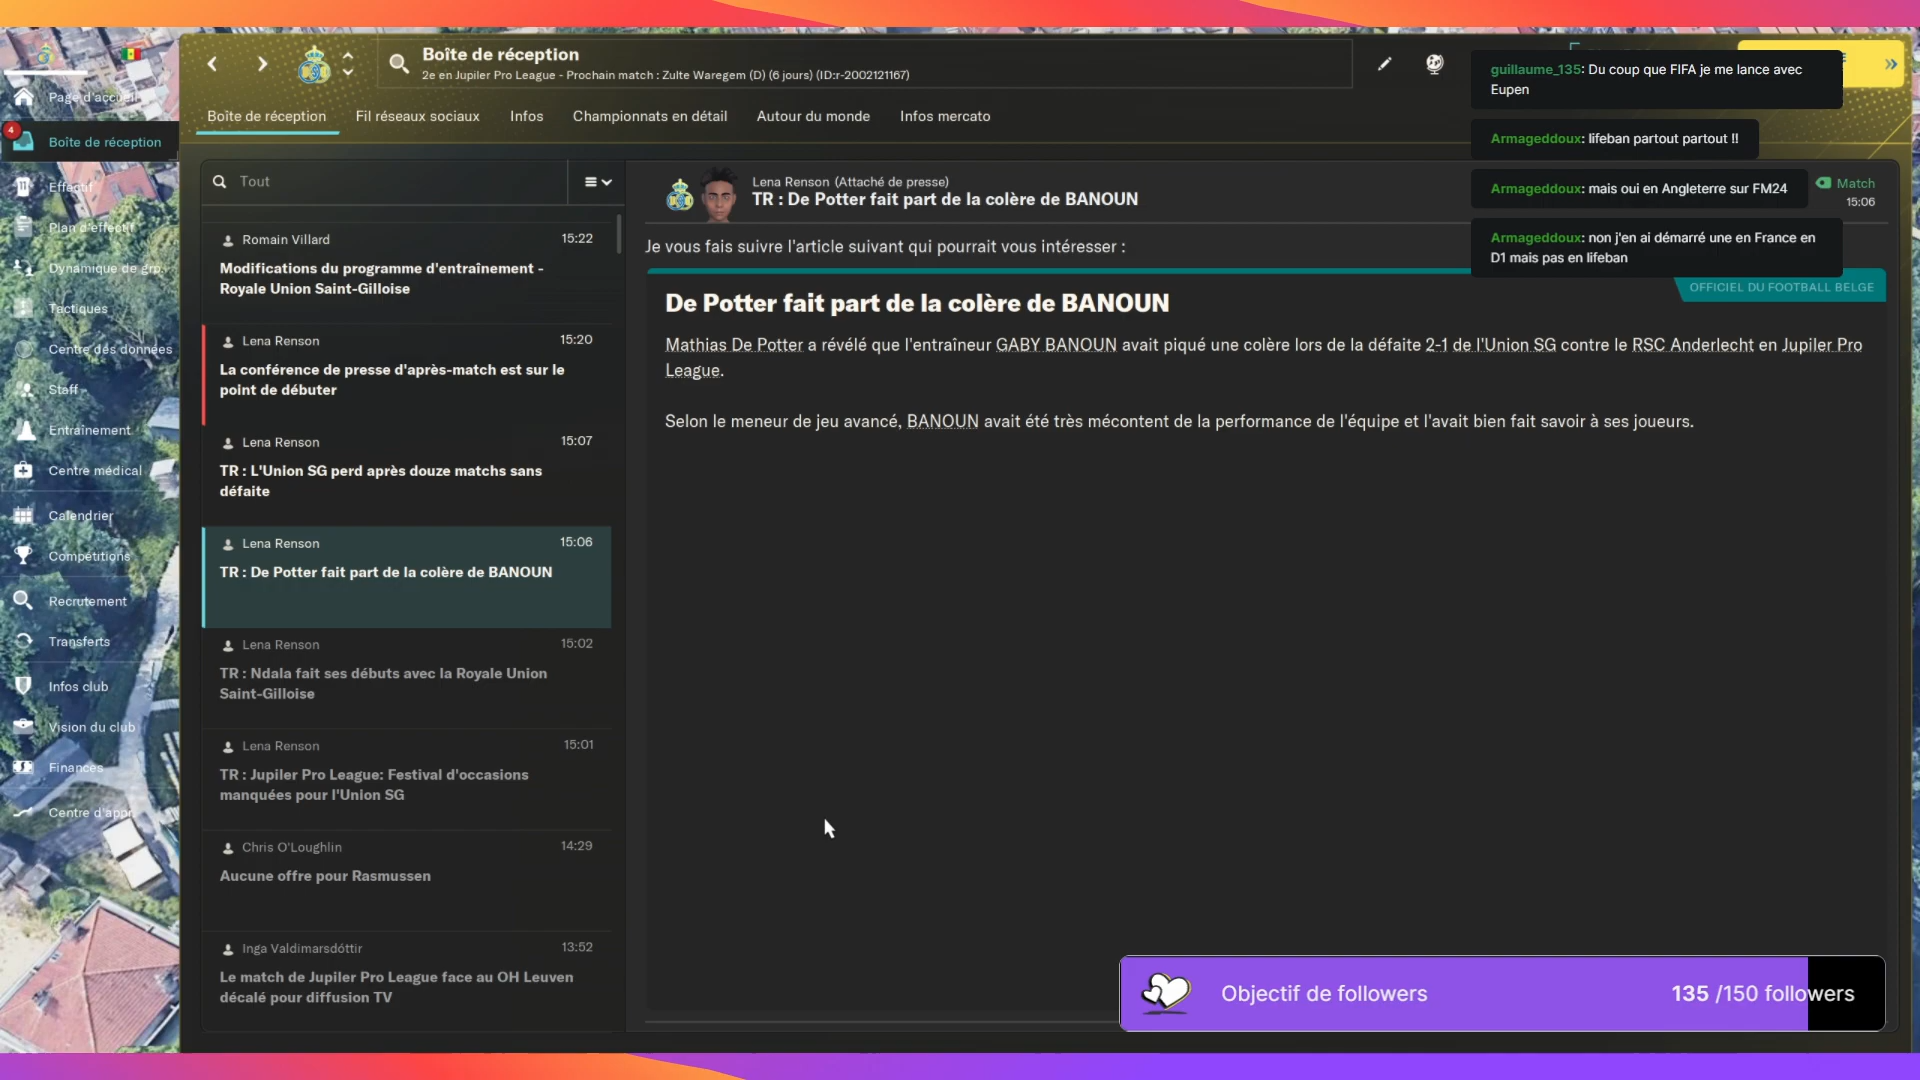 Boîte de réception
2e en Jupiler Pro League - Prochain match : Zulte Waregem (D) (6 jours) (ID:r-2002121167)
Boîte de réception
Fil réseaux sociaux
Infos
Championnats en détail
Autour du monde
Infos mercato
Page d'accueil
4
Boîte de réception
Effectif
Plan d'effectif
Dynamique de grp.
Tactiques
Centre des données
Staff
Entraînement
Centre médical
Calendrier
Compétitions
Recrutement
Transferts
Infos club
Vision du club
Finances
Centre d'appr.
Tout
Romain Villard
15:22
Modifications du programme d'entraînement -
Royale Union Saint-Gilloise
Lena Renson
15:20
La conférence de presse d'après-match est sur le
point de débuter
Lena Renson
15:07
TR : L'Union SG perd après douze matchs sans
défaite
Lena Renson
15:06
TR : De Potter fait part de la colère de BANOUN
Lena Renson
15:02
TR : Ndala fait ses débuts avec la Royale Union
Saint-Gilloise
Lena Renson
15:01
TR : Jupiler Pro League: Festival d'occasions
manquées pour l'Union SG
Chris O'Loughlin
14:29
Aucune offre pour Rasmussen
Inga Valdimarsdóttir
13:52
Le match de Jupiler Pro League face au OH Leuven
décalé pour diffusion TV
Lena Renson (Attaché de presse)
TR : De Potter fait part de la colère de BANOUN
Match
15:06
Je vous fais suivre l'article suivant qui pourrait vous intéresser :
OFFICIEL DU FOOTBALL BELGE
De Potter fait part de la colère de BANOUN
Mathias De Potter a révélé que l'entraîneur GABY BANOUN avait piqué une colère lors de la défaite 2-1 de l'Union SG contre le RSC Anderlecht en Jupiler Pro
League.
Selon le meneur de jeu avancé, BANOUN avait été très mécontent de la performance de l'équipe et l'avait bien fait savoir à ses joueurs.
guillaume_135: Du coup que FIFA je me lance avec
Eupen
Armageddoux: lifeban partout partout !!
Armageddoux: mais oui en Angleterre sur FM24
Armageddoux: non j'en ai démarré une en France en
D1 mais pas en lifeban
Objectif de followers
135 /150 followers